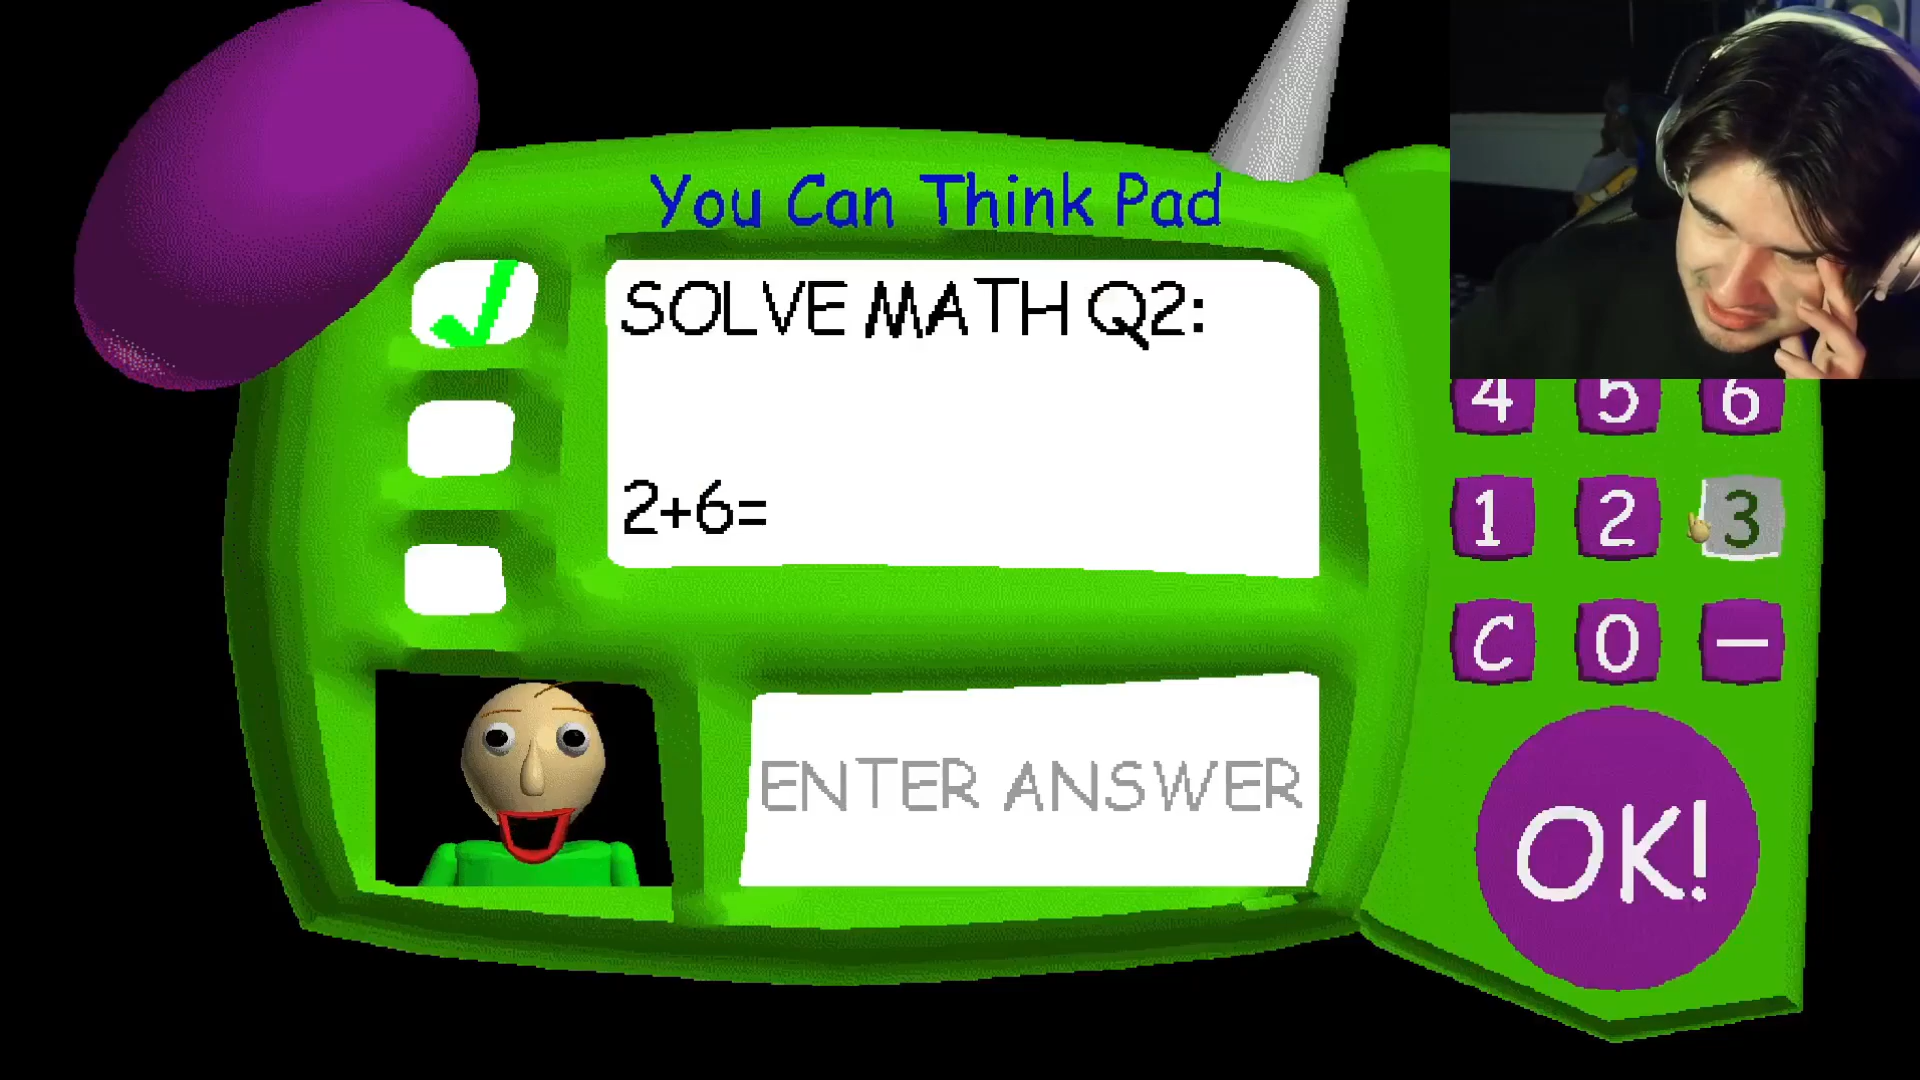 You Can Think Pad
SOLVE MATH Q2:
2+6=
ENTER ANSWER
4 5 6
1 2 3
C 0 —
OK!